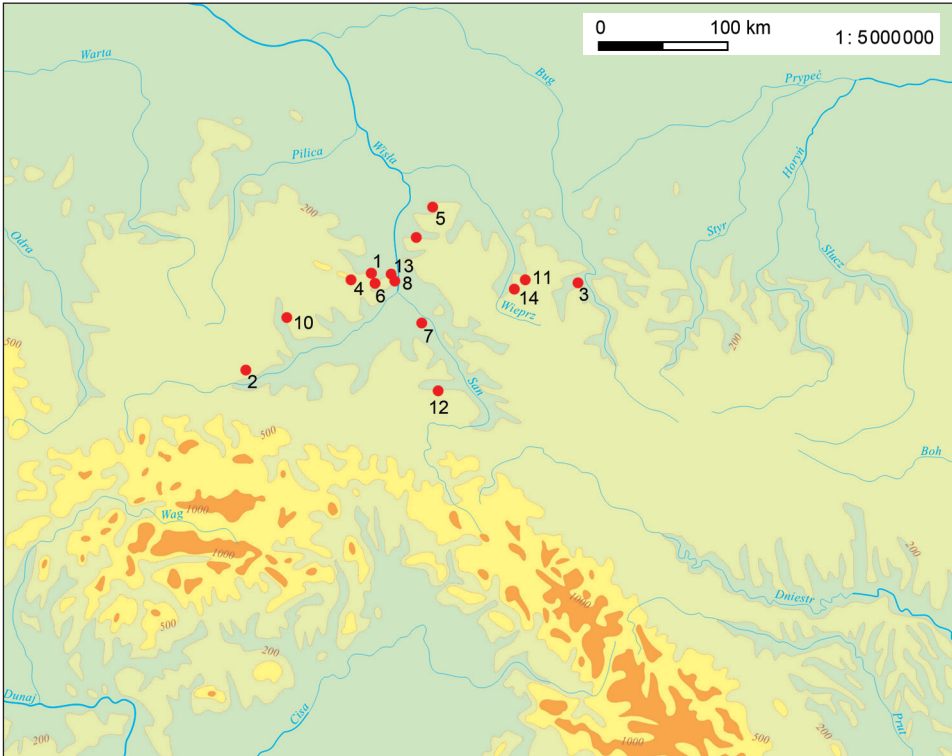 0 100 km
1: 5000000
Warta
Bug
Prypeć
Wisła
Pilica
Horyń
200
5
Styr
Odra
Słucz
1
13
4
6
8
11
14
3
Wieprz
10
7
200
500
2
San
12
500
Boh
1000
Wag
1000
200
1000
Dniestr
500
200
Dunaj
Cisa
Prut
200
1000
500
200